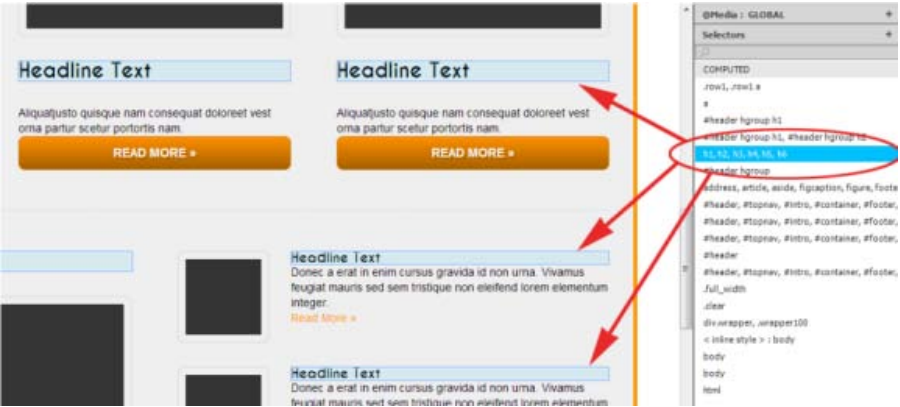 Headline Text
Headline Text
Aliquatjusto quisque nam consequat doloreet vest
orna partur scetur portortis nam.
Aliquatjusto quisque nam consequat doloreet vest
orna partur scetur portortis nam.
READ MORE »
READ MORE »
Headline Text
Donec a erat in enim cursus gravida id non urna. Vivamus
feugiat mauris sed sem tristique non eleifend lorem elementum
integer.
Read More »
Headline Text
Donec a erat in enim cursus gravida id non urna. Vivamus
feugiat mauris sed sem tristique non eleifend lorem elementum
@Media : GLOBAL
Selectors
COMPUTED
.row1, .row1 a
a
#header hgroup h1
#header hgroup h1, #header hgroup h2
h1, h2, h3, h4, h5, h6
#header hgroup
address, article, aside, figcaption, figure, foote
#header, #topnav, #intro, #container, #footer,
#header, #topnav, #intro, #container, #footer,
#header, #topnav, #intro, #container, #footer,
#header
#header, #topnav, #intro, #container, #footer,
.full_width
.clear
div.wrapper, .wrapper100
< inline style > : body
body
body
html